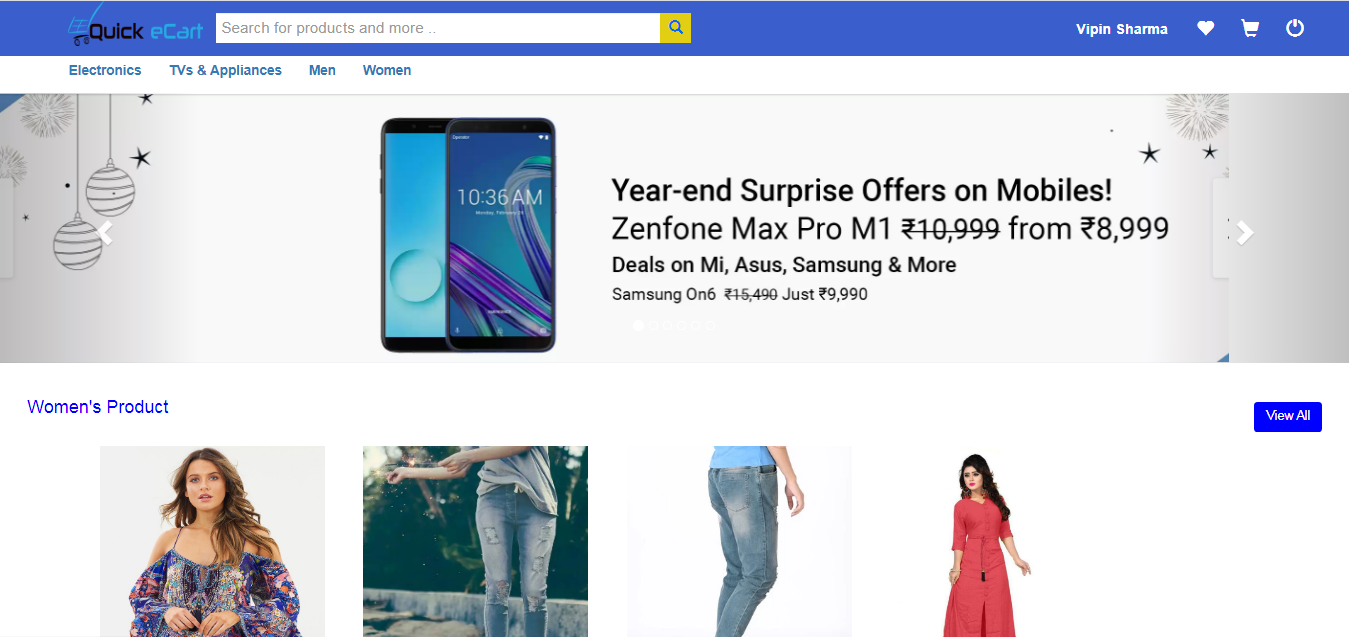 Quick eCart
Search for products and more ..
Vipin Sharma
Electronics
TVs & Appliances
Men
Women
Operator
10:36 AM
Year-end Surprise Offers on Mobiles!
Zenfone Max Pro M1 ₹10,999 from ₹8,999
Deals on Mi, Asus, Samsung & More
Samsung On6 ₹15,490 Just ₹9,990
Women's Product
View All